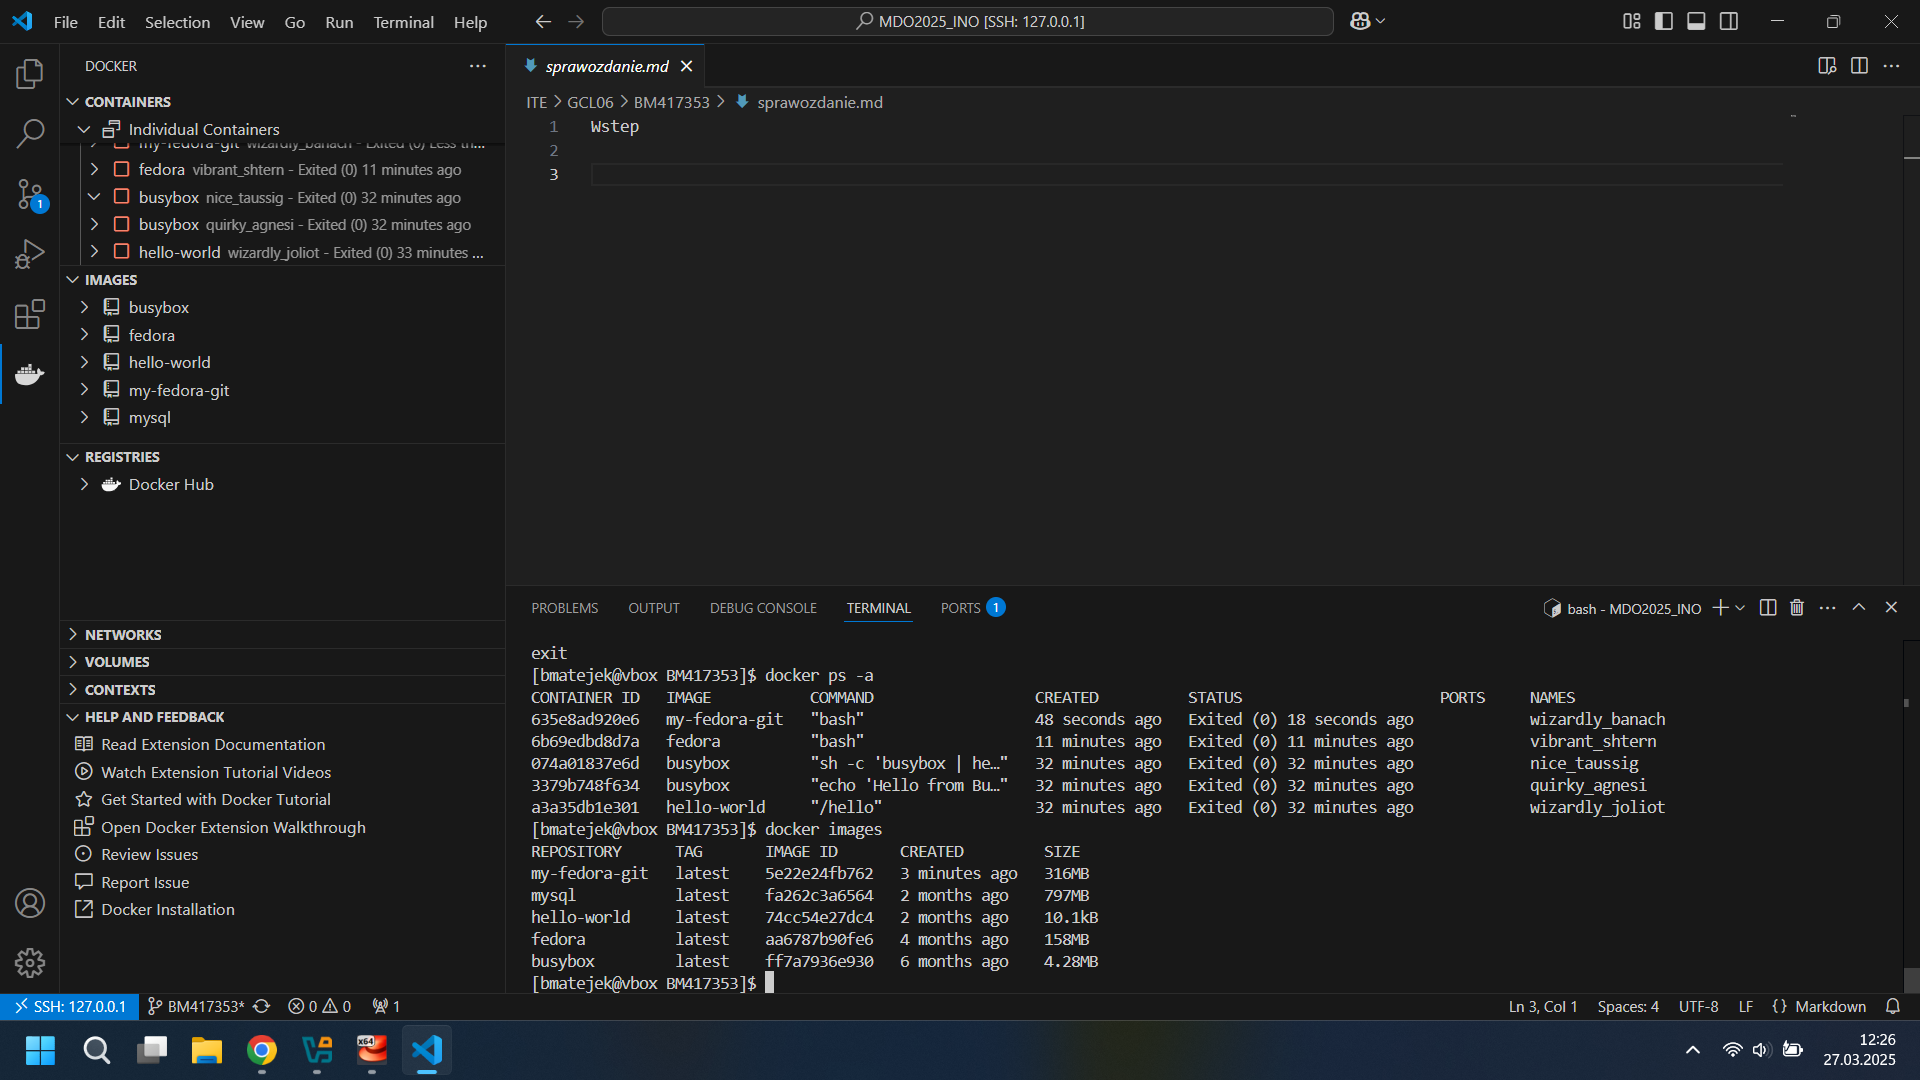 File Edit Selection View Go Run Terminal Help
MDO2025_INO [SSH: 127.0.0.1]
DOCKER
CONTAINERS
Individual Containers
my-fedora-git wizardly_banach - Exited (0) Less th...
fedora vibrant_shtern - Exited (0) 11 minutes ago
busybox nice_taussig - Exited (0) 32 minutes ago
busybox quirky_agnesi - Exited (0) 32 minutes ago
hello-world wizardly_joliot - Exited (0) 33 minutes ...
IMAGES
busybox
fedora
hello-world
my-fedora-git
mysql
REGISTRIES
Docker Hub
NETWORKS
VOLUMES
CONTEXTS
HELP AND FEEDBACK
Read Extension Documentation
Watch Extension Tutorial Videos
Get Started with Docker Tutorial
Open Docker Extension Walkthrough
Review Issues
Report Issue
Docker Installation
1
sprawozdanie.md
ITE > GCL06 > BM417353 > sprawozdanie.md
1 Wstep
2
3
PROBLEMS OUTPUT DEBUG CONSOLE TERMINAL PORTS 1
bash - MDO2025_INO
exit
[bmatejek@vbox BM417353]$ docker ps -a
CONTAINER ID IMAGE COMMAND CREATED STATUS PORTS NAMES
635e8ad920e6 my-fedora-git "bash" 48 seconds ago Exited (0) 18 seconds ago wizardly_banach
6b69edbd8d7a fedora "bash" 11 minutes ago Exited (0) 11 minutes ago vibrant_shtern
074a01837e6d busybox "sh -c 'busybox | he…" 32 minutes ago Exited (0) 32 minutes ago nice_taussig
3379b748f634 busybox "echo 'Hello from Bu…" 32 minutes ago Exited (0) 32 minutes ago quirky_agnesi
a3a35db1e301 hello-world "/hello" 32 minutes ago Exited (0) 32 minutes ago wizardly_joliot
[bmatejek@vbox BM417353]$ docker images
REPOSITORY TAG IMAGE ID CREATED SIZE
my-fedora-git latest 5e22e24fb762 3 minutes ago 316MB
mysql latest fa262c3a6564 2 months ago 797MB
hello-world latest 74cc54e27dc4 2 months ago 10.1kB
fedora latest aa6787b90fe6 4 months ago 158MB
busybox latest ff7a7936e930 6 months ago 4.28MB
[bmatejek@vbox BM417353]$
SSH: 127.0.0.1 BM417353* 0 0 1
Ln 3, Col 1 Spaces: 4 UTF-8 LF {} Markdown
x64
12:26
27.03.2025